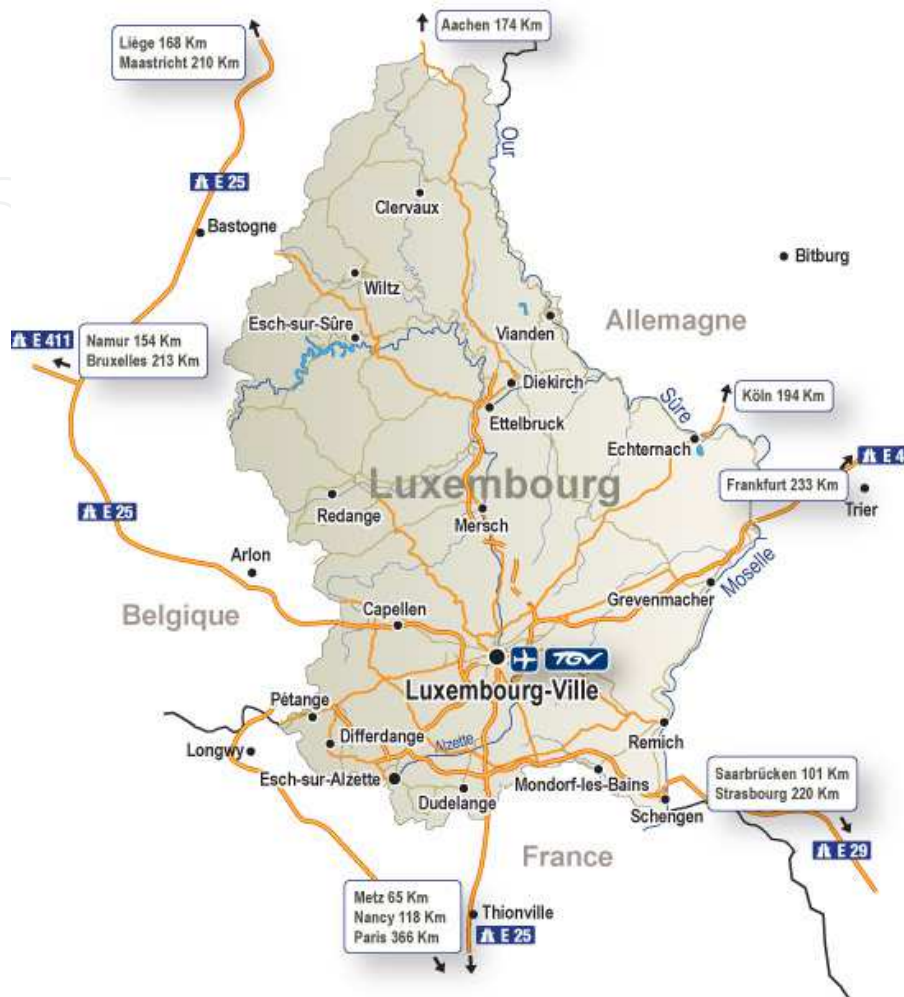 Aachen 174 Km
Liège 168 Km
Maastricht 210 Km
Our
E 25
Clervaux
Bastogne
Bitburg
Wiltz
Esch-sur-Sûre
Vianden
Allemagne
E 411
Namur 154 Km
Bruxelles 213 Km
Diekirch
Köln 194 Km
Sûre
Ettelbruck
Echternach
E 4
Luxembourg
Frankfurt 233 Km
Redange
Trier
E 25
Mersch
Arlon
Moselle
Grevenmacher
Belgique
Capellen
TGV
Luxembourg-Ville
Pétange
Differdange
Alzette
Remich
Longwy
Esch-sur-Alzette
Mondorf-les-Bains
Saarbrücken 101 Km
Strasbourg 220 Km
Dudelange
Schengen
France
E 29
Metz 65 Km
Nancy 118 Km
Paris 366 Km
Thionville
E 25